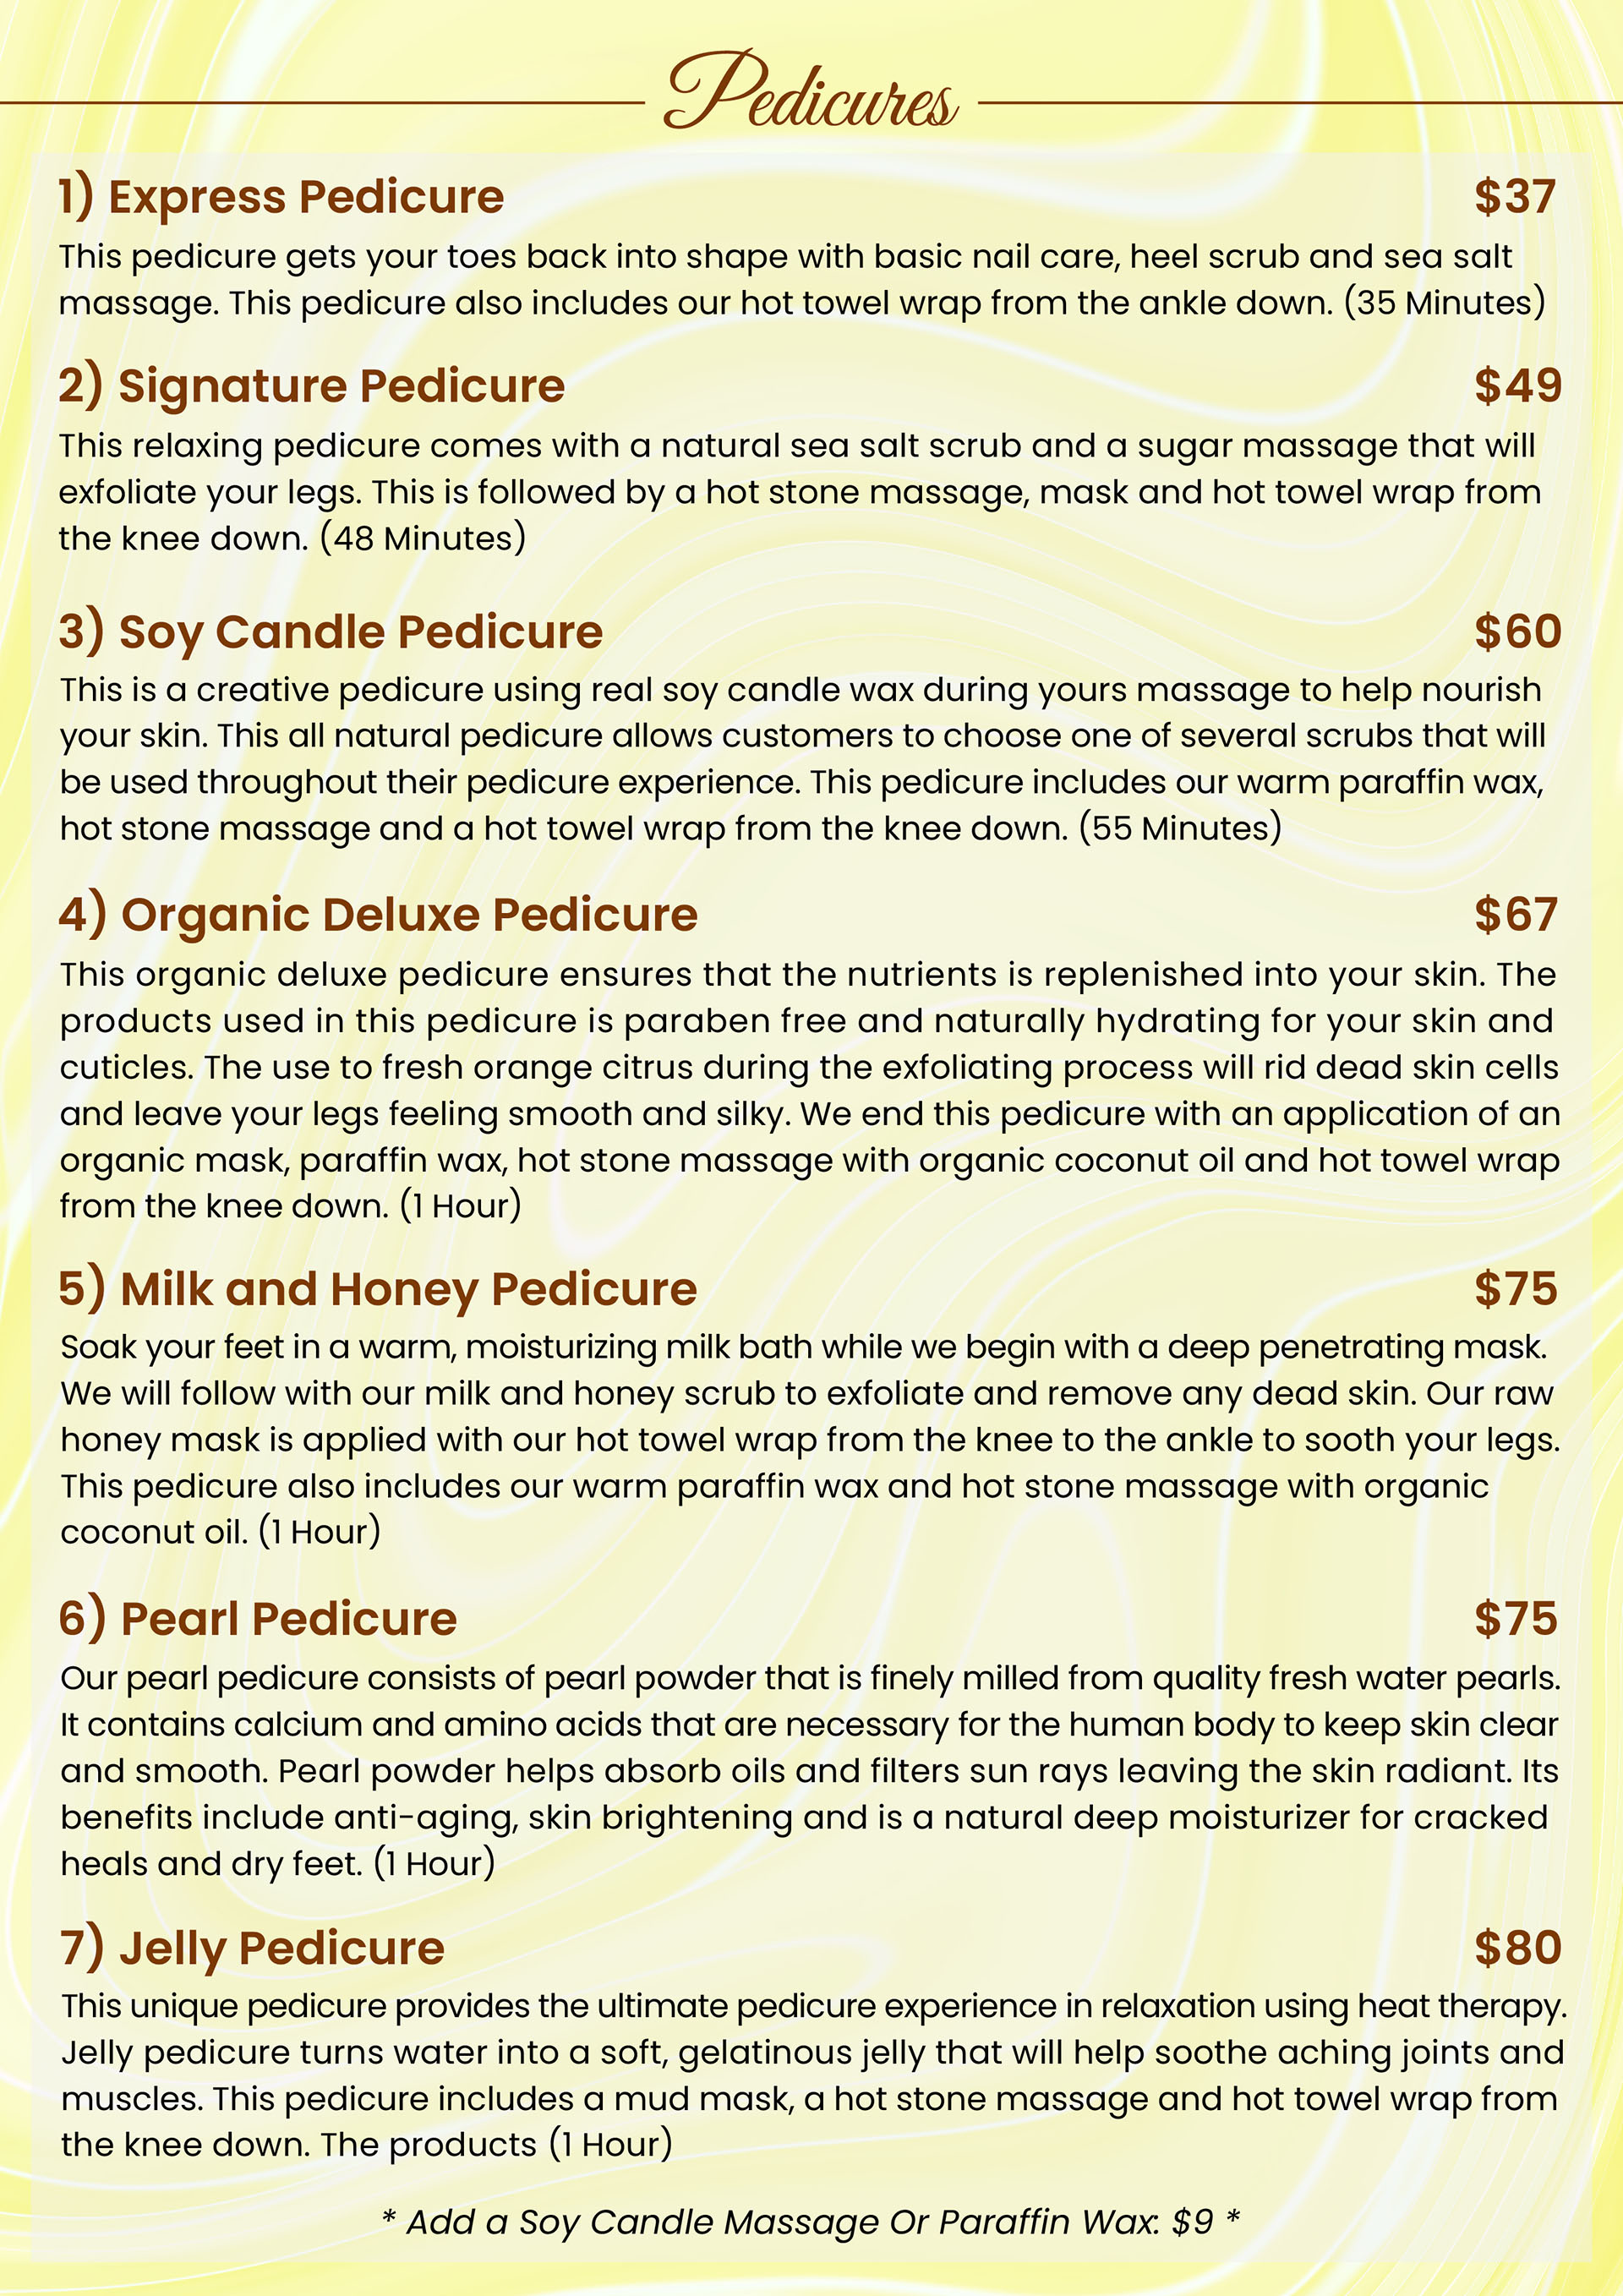 Pedicures
1) Express Pedicure $37
This pedicure gets your toes back into shape with basic nail care, heel scrub and sea salt
massage. This pedicure also includes our hot towel wrap from the ankle down. (35 Minutes)
2) Signature Pedicure $49
This relaxing pedicure comes with a natural sea salt scrub and a sugar massage that will
exfoliate your legs. This is followed by a hot stone massage, mask and hot towel wrap from
the knee down. (48 Minutes)
3) Soy Candle Pedicure $60
This is a creative pedicure using real soy candle wax during yours massage to help nourish
your skin. This all natural pedicure allows customers to choose one of several scrubs that will
be used throughout their pedicure experience. This pedicure includes our warm paraffin wax,
hot stone massage and a hot towel wrap from the knee down. (55 Minutes)
4) Organic Deluxe Pedicure $67
This organic deluxe pedicure ensures that the nutrients is replenished into your skin. The
products used in this pedicure is paraben free and naturally hydrating for your skin and
cuticles. The use to fresh orange citrus during the exfoliating process will rid dead skin cells
and leave your legs feeling smooth and silky. We end this pedicure with an application of an
organic mask, paraffin wax, hot stone massage with organic coconut oil and hot towel wrap
from the knee down. (1 Hour)
5) Milk and Honey Pedicure $75
Soak your feet in a warm, moisturizing milk bath while we begin with a deep penetrating mask.
We will follow with our milk and honey scrub to exfoliate and remove any dead skin. Our raw
honey mask is applied with our hot towel wrap from the knee to the ankle to sooth your legs.
This pedicure also includes our warm paraffin wax and hot stone massage with organic
coconut oil. (1 Hour)
6) Pearl Pedicure $75
Our pearl pedicure consists of pearl powder that is finely milled from quality fresh water pearls.
It contains calcium and amino acids that are necessary for the human body to keep skin clear
and smooth. Pearl powder helps absorb oils and filters sun rays leaving the skin radiant. Its
benefits include anti-aging, skin brightening and is a natural deep moisturizer for cracked
heals and dry feet. (1 Hour)
7) Jelly Pedicure $80
This unique pedicure provides the ultimate pedicure experience in relaxation using heat therapy.
Jelly pedicure turns water into a soft, gelatinous jelly that will help soothe aching joints and
muscles. This pedicure includes a mud mask, a hot stone massage and hot towel wrap from
the knee down. The products (1 Hour)
* Add a Soy Candle Massage Or Paraffin Wax: $9 *